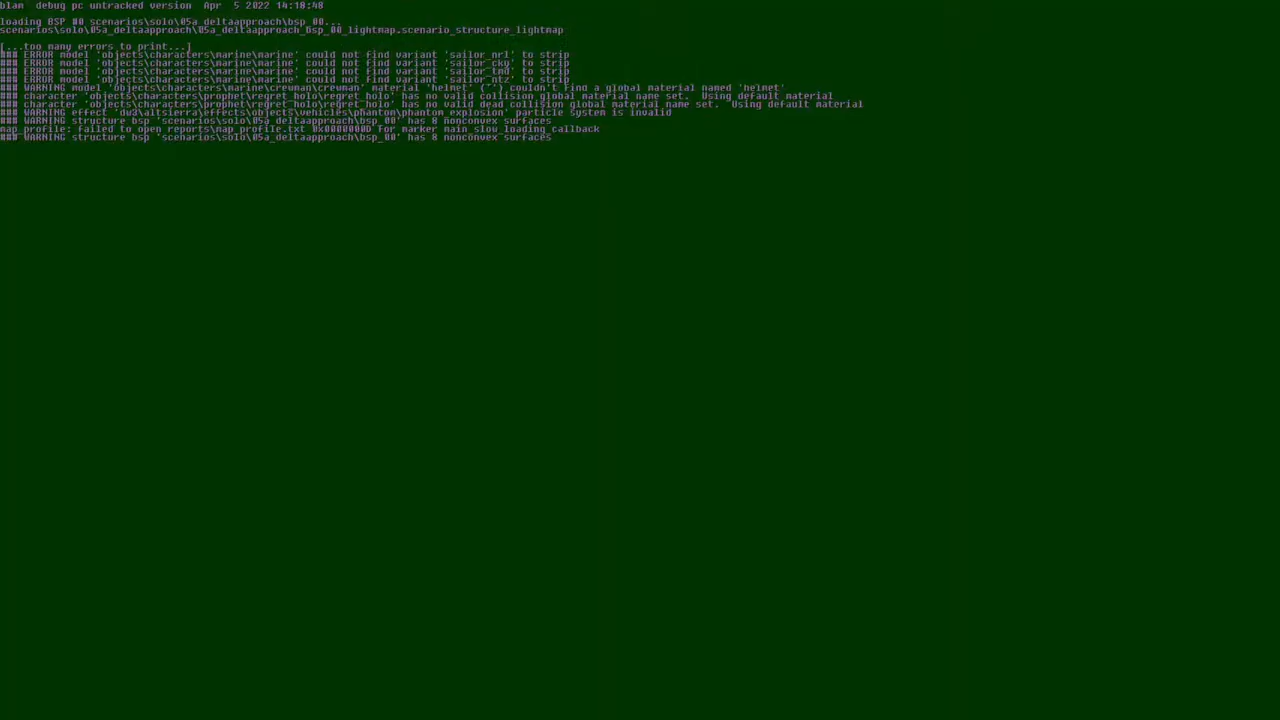 blam  debug pc untracked version  Apr  5 2022 14:18:48
loading BSP #0 scenarios\solo\05a_deltaapproach\bsp_00...
scenarios\solo\05a_deltaapproach\05a_deltaapproach_bsp_00_lightmap.scenario_structure_lightmap
[...too many errors to print...]
### ERROR model 'objects\characters\marine\marine' could not find variant 'sailor_nrl' to strip
### ERROR model 'objects\characters\marine\marine' could not find variant 'sailor_cky' to strip
### ERROR model 'objects\characters\marine\marine' could not find variant 'sailor_tmd' to strip
### ERROR model 'objects\characters\marine\marine' could not find variant 'sailor_ntz' to strip
### WARNING model 'objects\characters\marine\crewman\crewman' material 'helmet' ('') couldn't find a global material named 'helmet'
### character 'objects\characters\prophet\regret_holo\regret_holo' has no valid collision global material name set.  Using default material
### character 'objects\characters\prophet\regret_holo\regret_holo' has no valid dead collision global material name set.  Using default material
### WARNING effect 'dw3\altsierra\effects\objects\vehicles\phantom\phantom_explosion' particle system is invalid
### WARNING structure bsp 'scenarios\solo\05a_deltaapproach\bsp_00' has 8 nonconvex surfaces
map_profile: failed to open reports\map_profile.txt 0x0000000D for marker main_slow_loading_callback
### WARNING structure bsp 'scenarios\solo\05a_deltaapproach\bsp_00' has 8 nonconvex surfaces